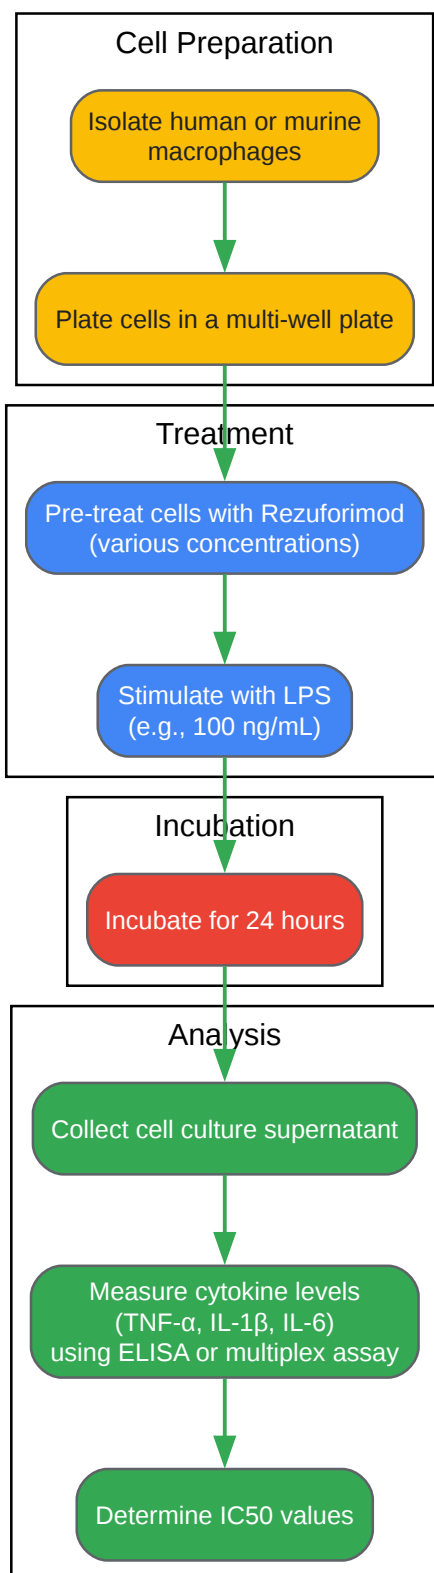 Cell Preparation
Isolate human or murine
macrophages
Plate cells in a multi-well plate
Treatment
Pre-treat cells with Rezuforimod
(various concentrations)
Stimulate with LPS
(e.g., 100 ng/mL)
Incubation
Incubate for 24 hours
Analysis
Collect cell culture supernatant
Measure cytokine levels
(TNF-α, IL-1β, IL-6)
using ELISA or multiplex assay
Determine IC50 values